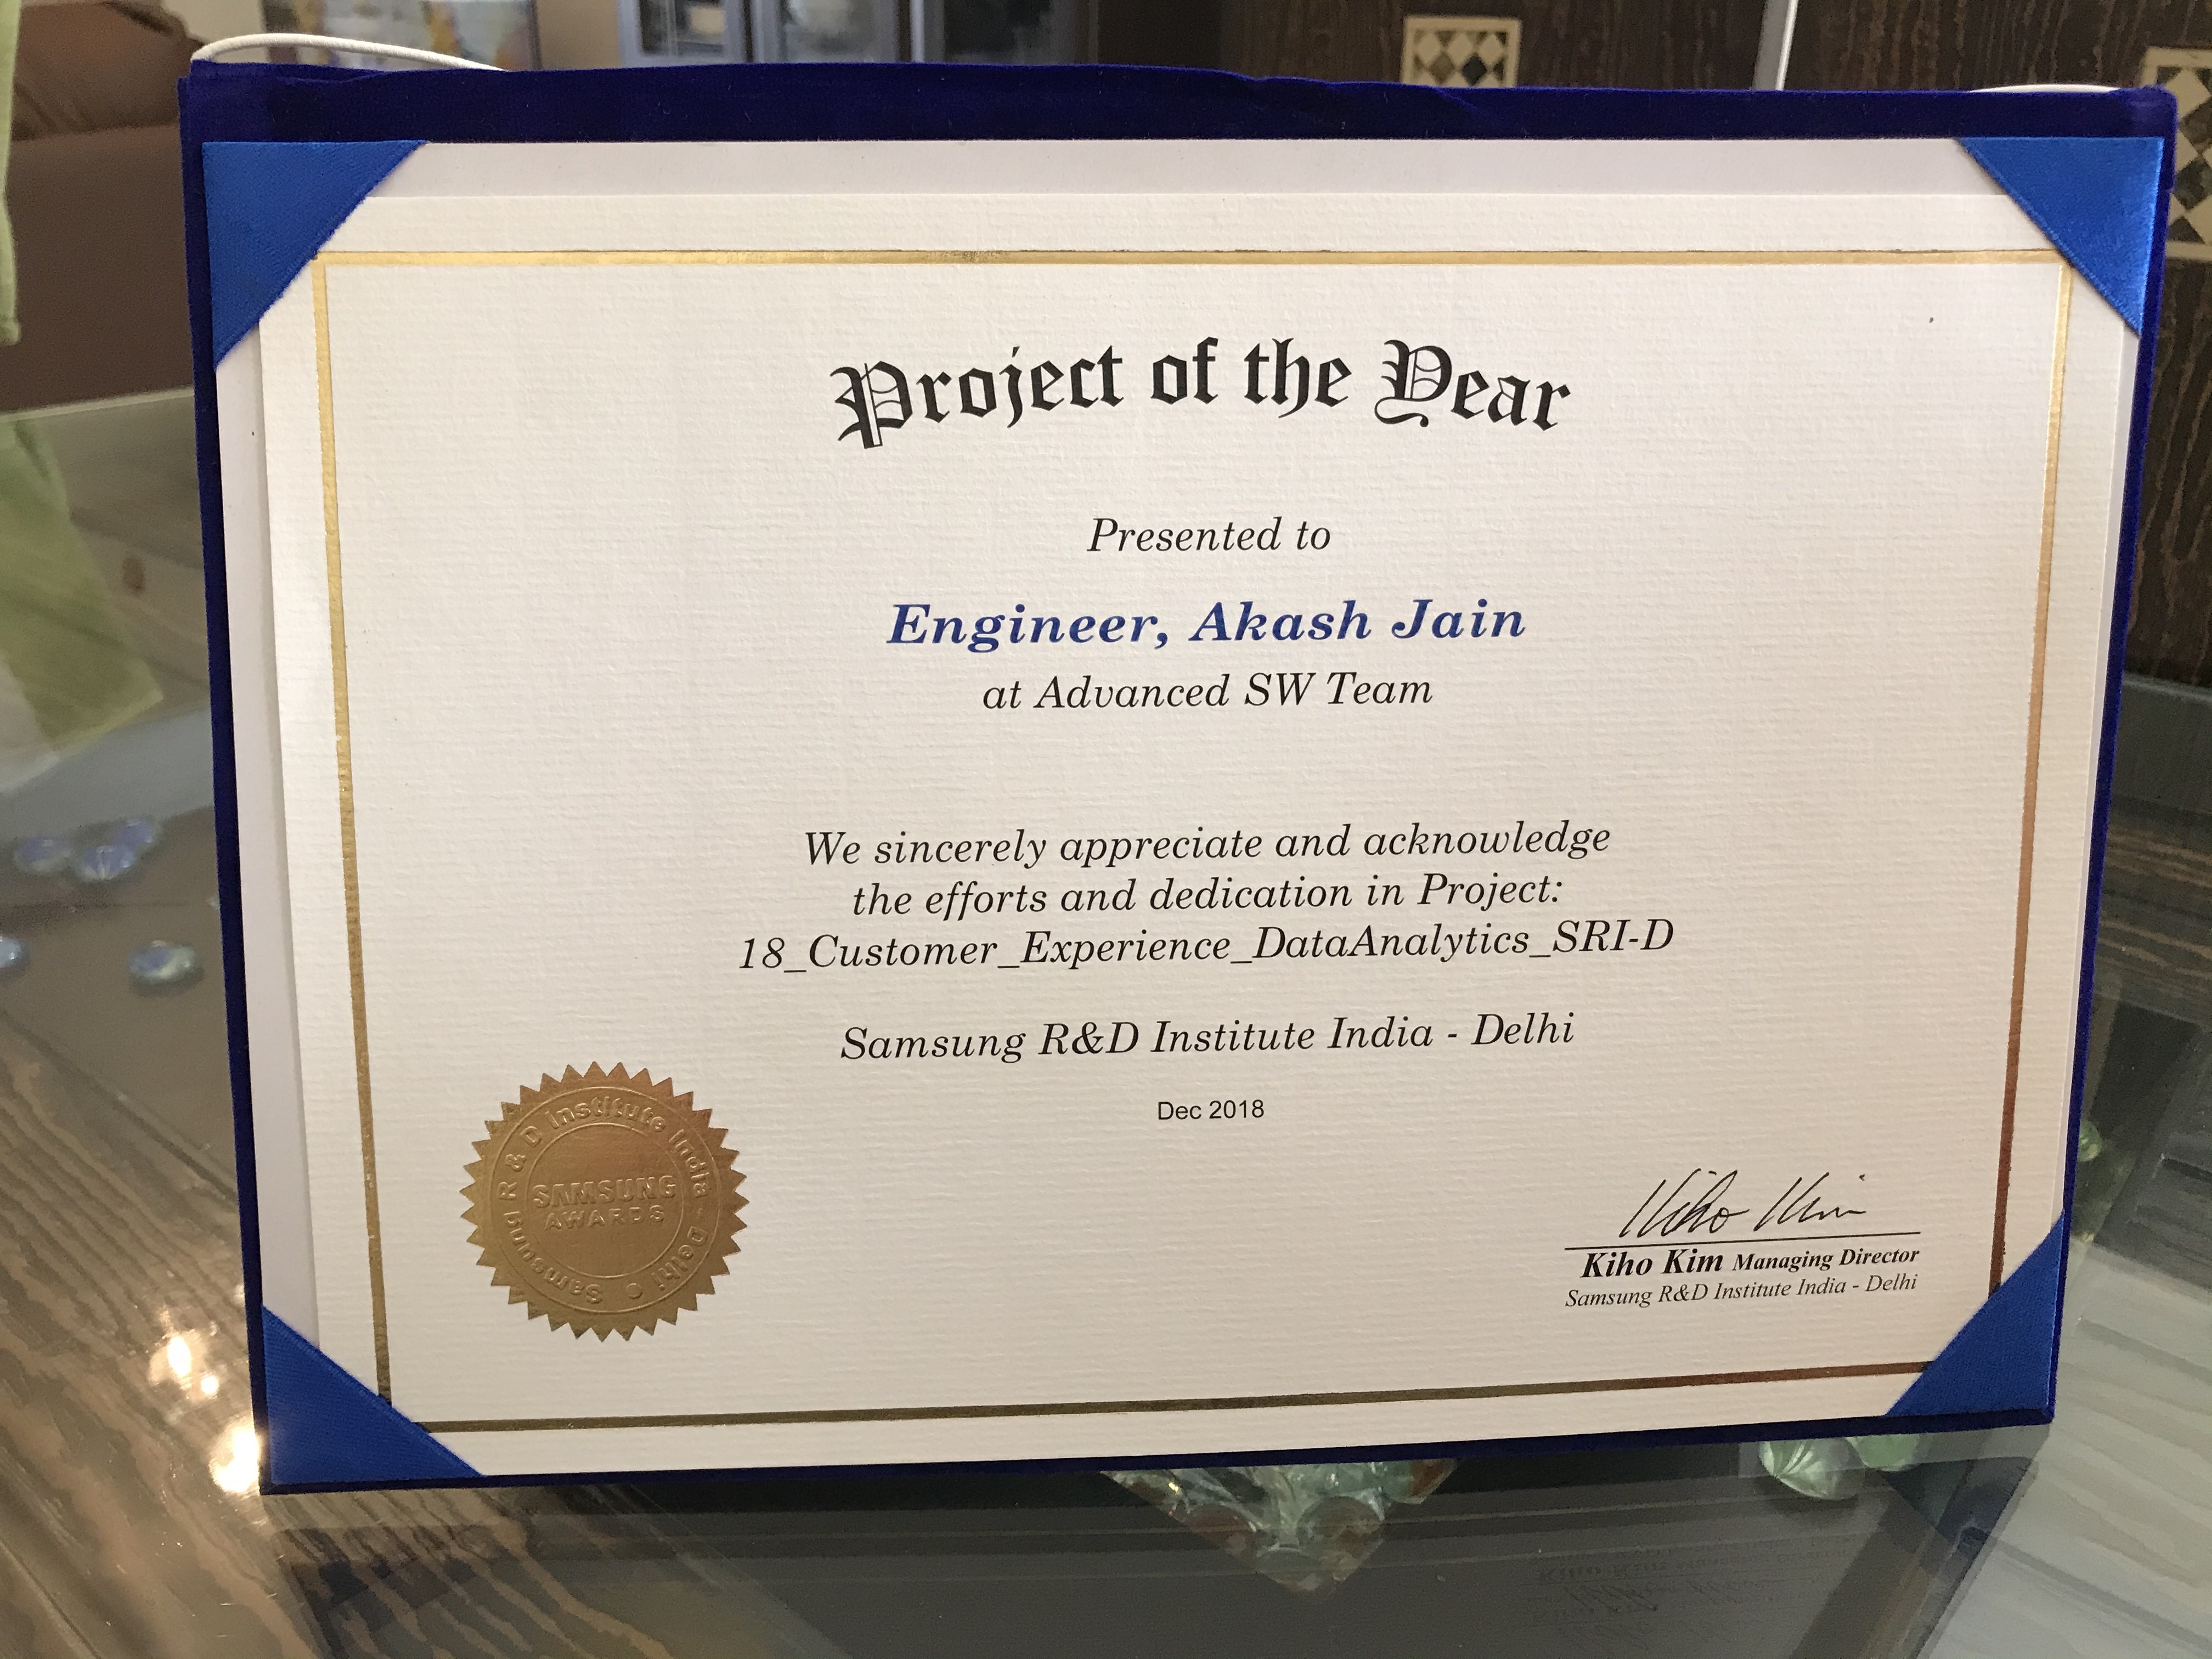 Project of the Year
Presented to
Engineer, Akash Jain
at Advanced SW Team
We sincerely appreciate and acknowledge
the efforts and dedication in Project:
18_Customer_Experience_DataAnalytics_SRI-D
Samsung R&D Institute India - Delhi
Dec 2018
Samsung R & D Institute India - Delhi
SAMSUNG
AWARDS
Kiho Kim
Kiho Kim Managing Director
Samsung R&D Institute India - Delhi